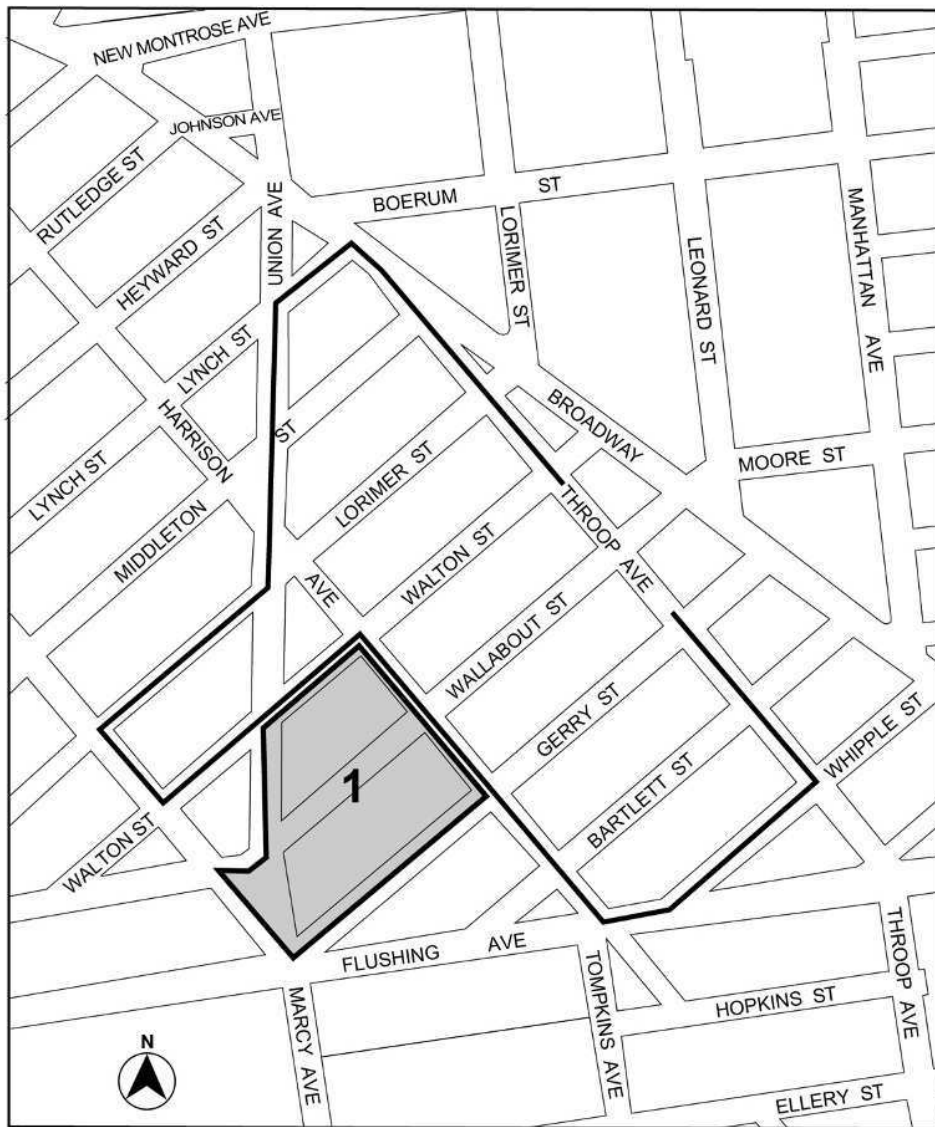 NEW MONTROSE AVE
JOHNSON AVE
RUTLEDGE ST
UNION AVE
BOERUM ST
LORIMER ST
MANHATTAN AVE
HEYWARD ST
LEONARD ST
LYNCH ST
HARRISON AVE
BROADWAY
ST
LORIMER ST
MOORE ST
LYNCH ST
MIDDLETON
THROOP AVE
WALTON ST
WALLABOUT ST
GERRY ST
WHIPPLE ST
1
BARTLETT ST
WALTON ST
FLUSHING AVE
THROOP AVE
TOMPKINS AVE
MARCY AVE
HOPKINS ST
N
ELLERY ST